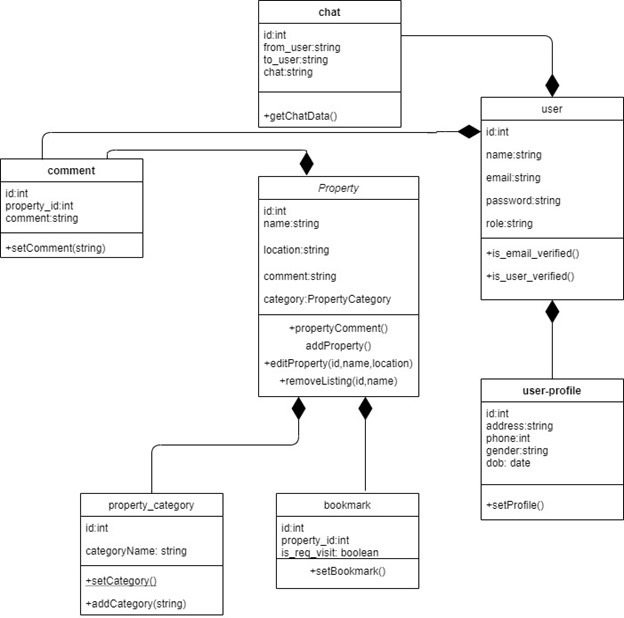 chat
id:int
from_user:string
to_user:string
chat:string
+getChatData()
user
id:int
name:string
email:string
password:string
role:string
+is_email_verified()
+is_user_verified()
comment
id:int
property_id:int
comment:string
+setComment(string)
Property
id:int
name:string
location:string
comment:string
category:PropertyCategory
+propertyComment()
addProperty()
+editProperty(id,name,location)
+removeListing(id,name)
user-profile
id:int
address:string
phone:int
gender:string
dob: date
+setProfile()
property_category
id:int
categoryName: string
+setCategory()
+addCategory(string)
bookmark
id:int
property_id:int
is_req_visit: boolean
+setBookmark()